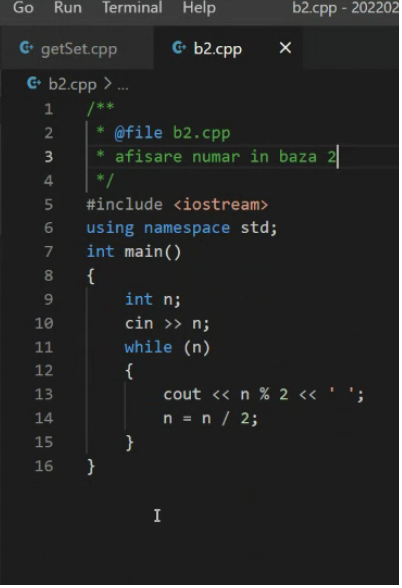 Go Run Terminal Help b2.cpp - 202202
getSet.cpp b2.cpp ×
b2.cpp > ...
1 /**
2 * @file b2.cpp
3 * afisare numar in baza 2
4 */
5 #include <iostream>
6 using namespace std;
7 int main()
8 {
9 int n;
10 cin >> n;
11 while (n)
12 {
13 cout << n % 2 << ' ';
14 n = n / 2;
15 }
16 }